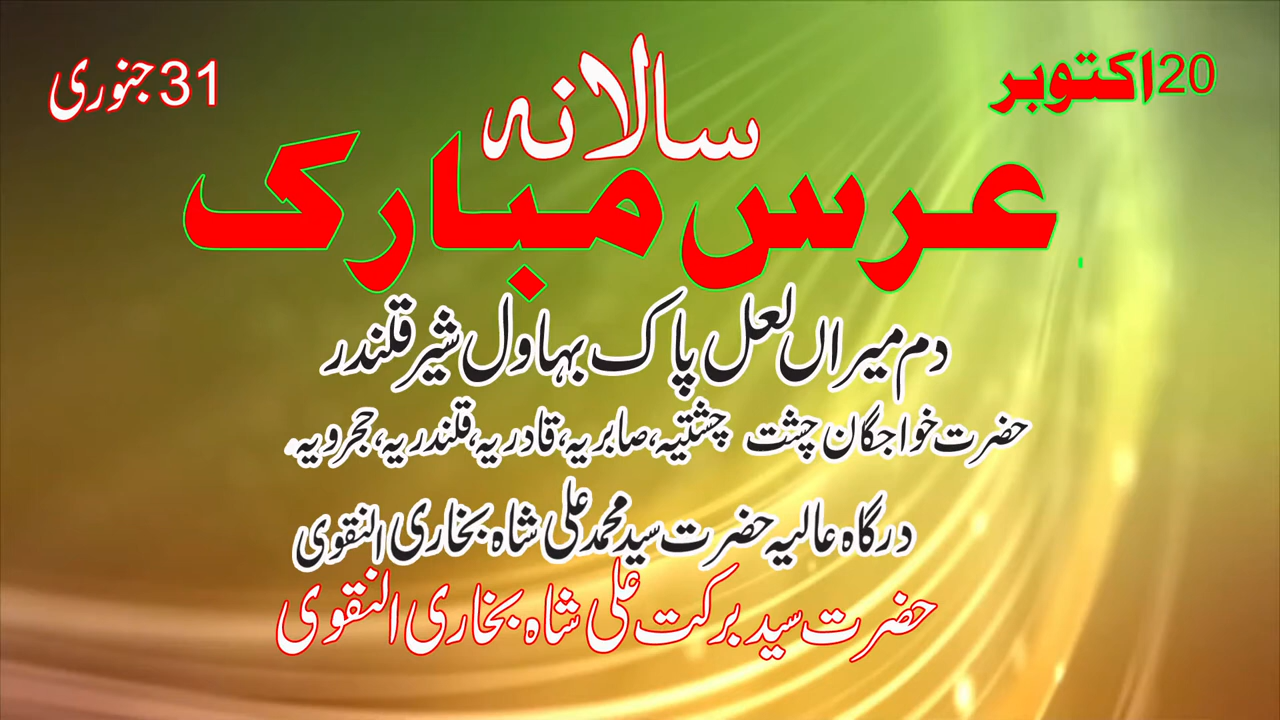 20 اکتوبر
31 جنوری
سالانہ
عرس مبارک
دم میراں لعل پاک بہاول شیر قلندر
حضرت خواجگان چشت چشتیہ، صابریہ، قادریہ، قلندریہ، حجرویہ
درگاہ عالیہ حضرت سید محمد علی شاہ بخاری النقوی
حضرت سید برکت علی شاہ بخاری النقوی